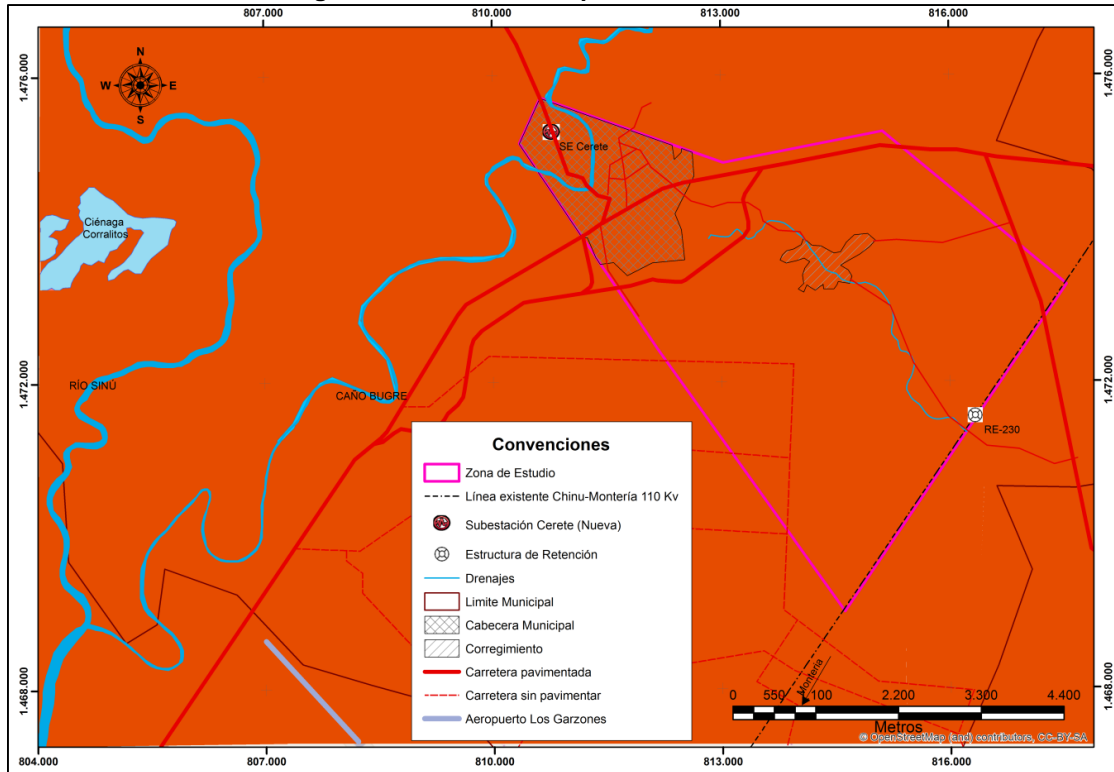 807.000
810.000
813.000
816.000
1.476.000
1.476.000
N
W
E
S
SE Cerete
Ciénaga
Corralitos
1.472.000
1.472.000
RÍO SINÚ
CAÑO BUGRE
RE-230
Convenciones
Zona de Estudio
Línea existente Chinu-Montería 110 Kv
Subestación Cerete (Nueva)
Estructura de Retención
Drenajes
Limite Municipal
Cabecera Municipal
Corregimiento
Carretera pavimentada
Carretera sin pavimentar
Aeropuerto Los Garzones
Montería
1.468.000
1.468.000
0 550 100 2.200 3.300 4.400
Metros
© OpenStreetMap (and) contributors, CC-BY-SA
804.000
807.000
810.000
813.000
816.000